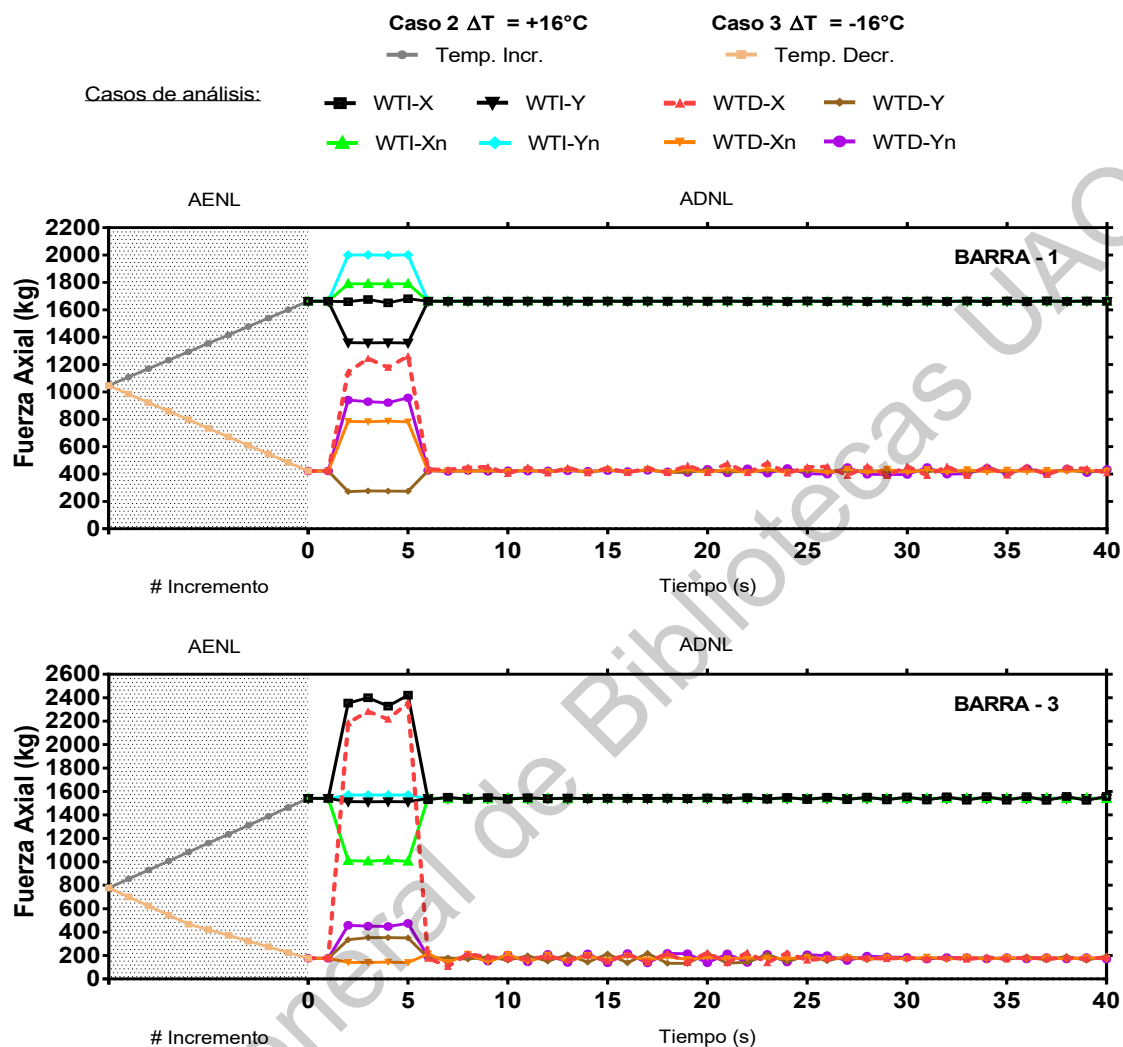 Caso 2 ΔT = +16°C Caso 3 ΔT = -16°C
Temp. Incr. Temp. Decr.
Casos de análisis:
WTI-X WTI-Y WTD-X WTD-Y
WTI-Xn WTI-Yn WTD-Xn WTD-Yn
AENL ADNL
BARRA - 1
Fuerza Axial (kg)
2200
2000
1800
1600
1400
1200
1000
800
600
400
200
0
0 5 10 15 20 25 30 35 40
# Incremento Tiempo (s)
AENL ADNL
BARRA - 3
Fuerza Axial (kg)
2600
2400
2200
2000
1800
1600
1400
1200
1000
800
600
400
200
0
0 5 10 15 20 25 30 35 40
# Incremento Tiempo (s)
eneral de Bibliotecas UAQ